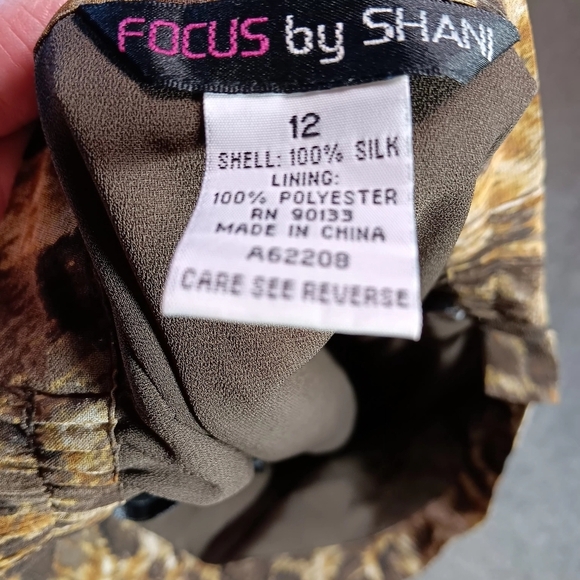 FOCUS by SHANI
12
SHELL: 100% SILK
LINING:
100% POLYESTER
RN 90133
MADE IN CHINA
A62208
CARE SEE REVERSE